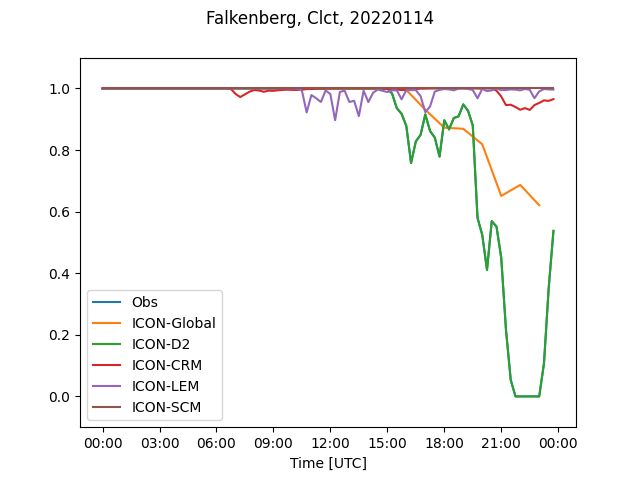 Falkenberg, Clct, 20220114
1.0
0.8
0.6
0.4
0.2
0.0
Obs
ICON-Global
ICON-D2
ICON-CRM
ICON-LEM
ICON-SCM
00:00 03:00 06:00 09:00 12:00 15:00 18:00 21:00 00:00
Time [UTC]